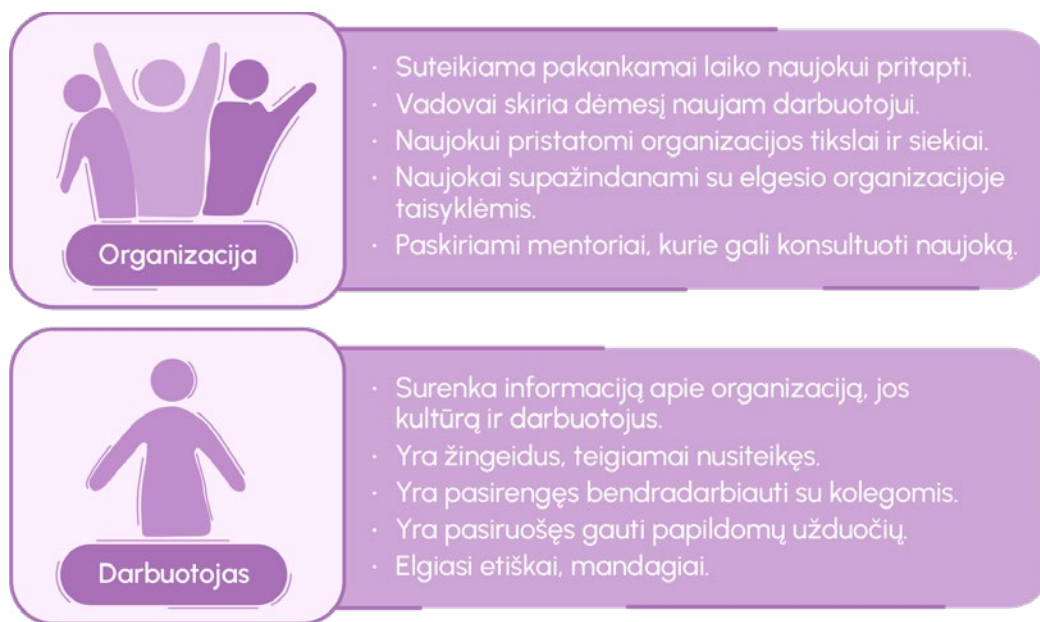 · Suteikiama pakankamai laiko naujokui pritapti.
· Vadovai skiria dėmesį naujam darbuotojui.
· Naujokui pristatomi organizacijos tikslai ir siekiai.
· Naujokai supažindanami su elgesio organizacijoje
taisyklėmis.
· Paskiriami mentoriai, kurie gali konsultuoti naujoką.
Organizacija
· Surenka informaciją apie organizaciją, jos
kultūrą ir darbuotojus.
· Yra žingeidus, teigiamai nusiteikęs.
· Yra pasirengęs bendradarbiauti su kolegomis.
· Yra pasiruošęs gauti papildomų užduočių.
· Elgiasi etiškai, mandagiai.
Darbuotojas